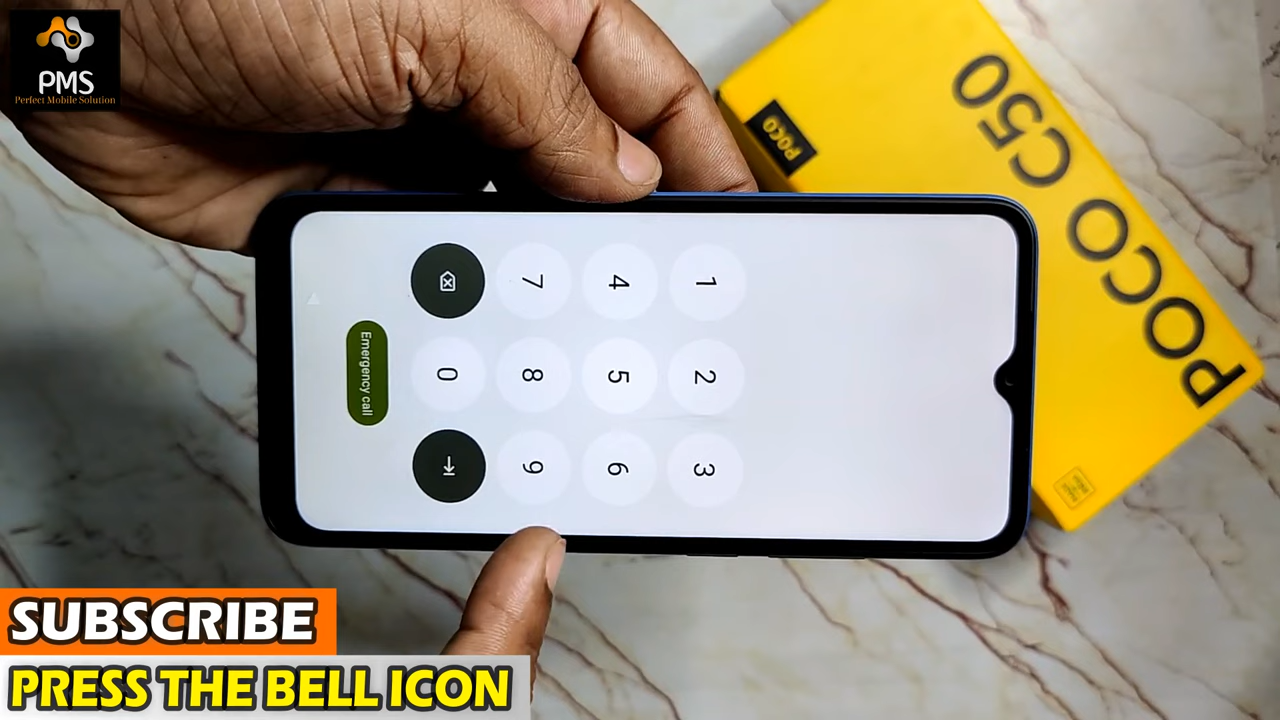 PMS
Perfect Mobile Solution
POCO
POCO C50
1
2
3
4
5
6
7
8
9
0
Emergency call
SUBSCRIBE
PRESS THE BELL ICON